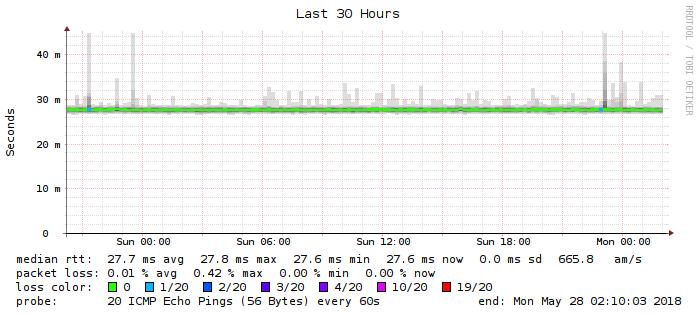 Last 30 Hours
RRDTOOL / TOBI OETIKER
Seconds
40 m
30 m
20 m
10 m
0
Sun 00:00 Sun 06:00 Sun 12:00 Sun 18:00 Mon 00:00
median rtt: 27.7 ms avg 27.8 ms max 27.6 ms min 27.6 ms now 0.0 ms sd 665.8 am/s
packet loss: 0.01 % avg 0.42 % max 0.00 % min 0.00 % now
loss color: 0 1/20 2/20 3/20 4/20 10/20 19/20
probe: 20 ICMP Echo Pings (56 Bytes) every 60s end: Mon May 28 02:10:03 2018